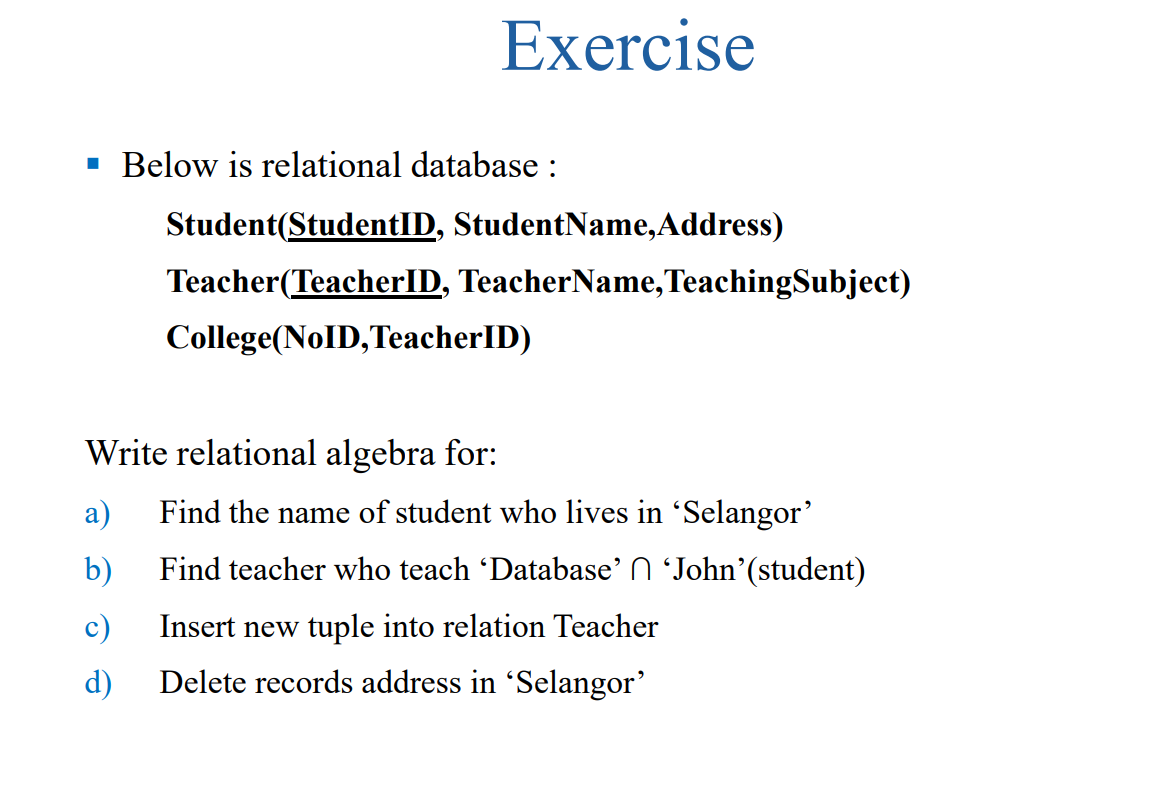 Exercise
▪ Below is relational database :
Student(StudentID, StudentName,Address)
Teacher(TeacherID, TeacherName,TeachingSubject)
College(NoID,TeacherID)
Write relational algebra for:
a) Find the name of student who lives in ‘Selangor’
b) Find teacher who teach ‘Database’ ∩ ‘John’(student)
c) Insert new tuple into relation Teacher
d) Delete records address in ‘Selangor’